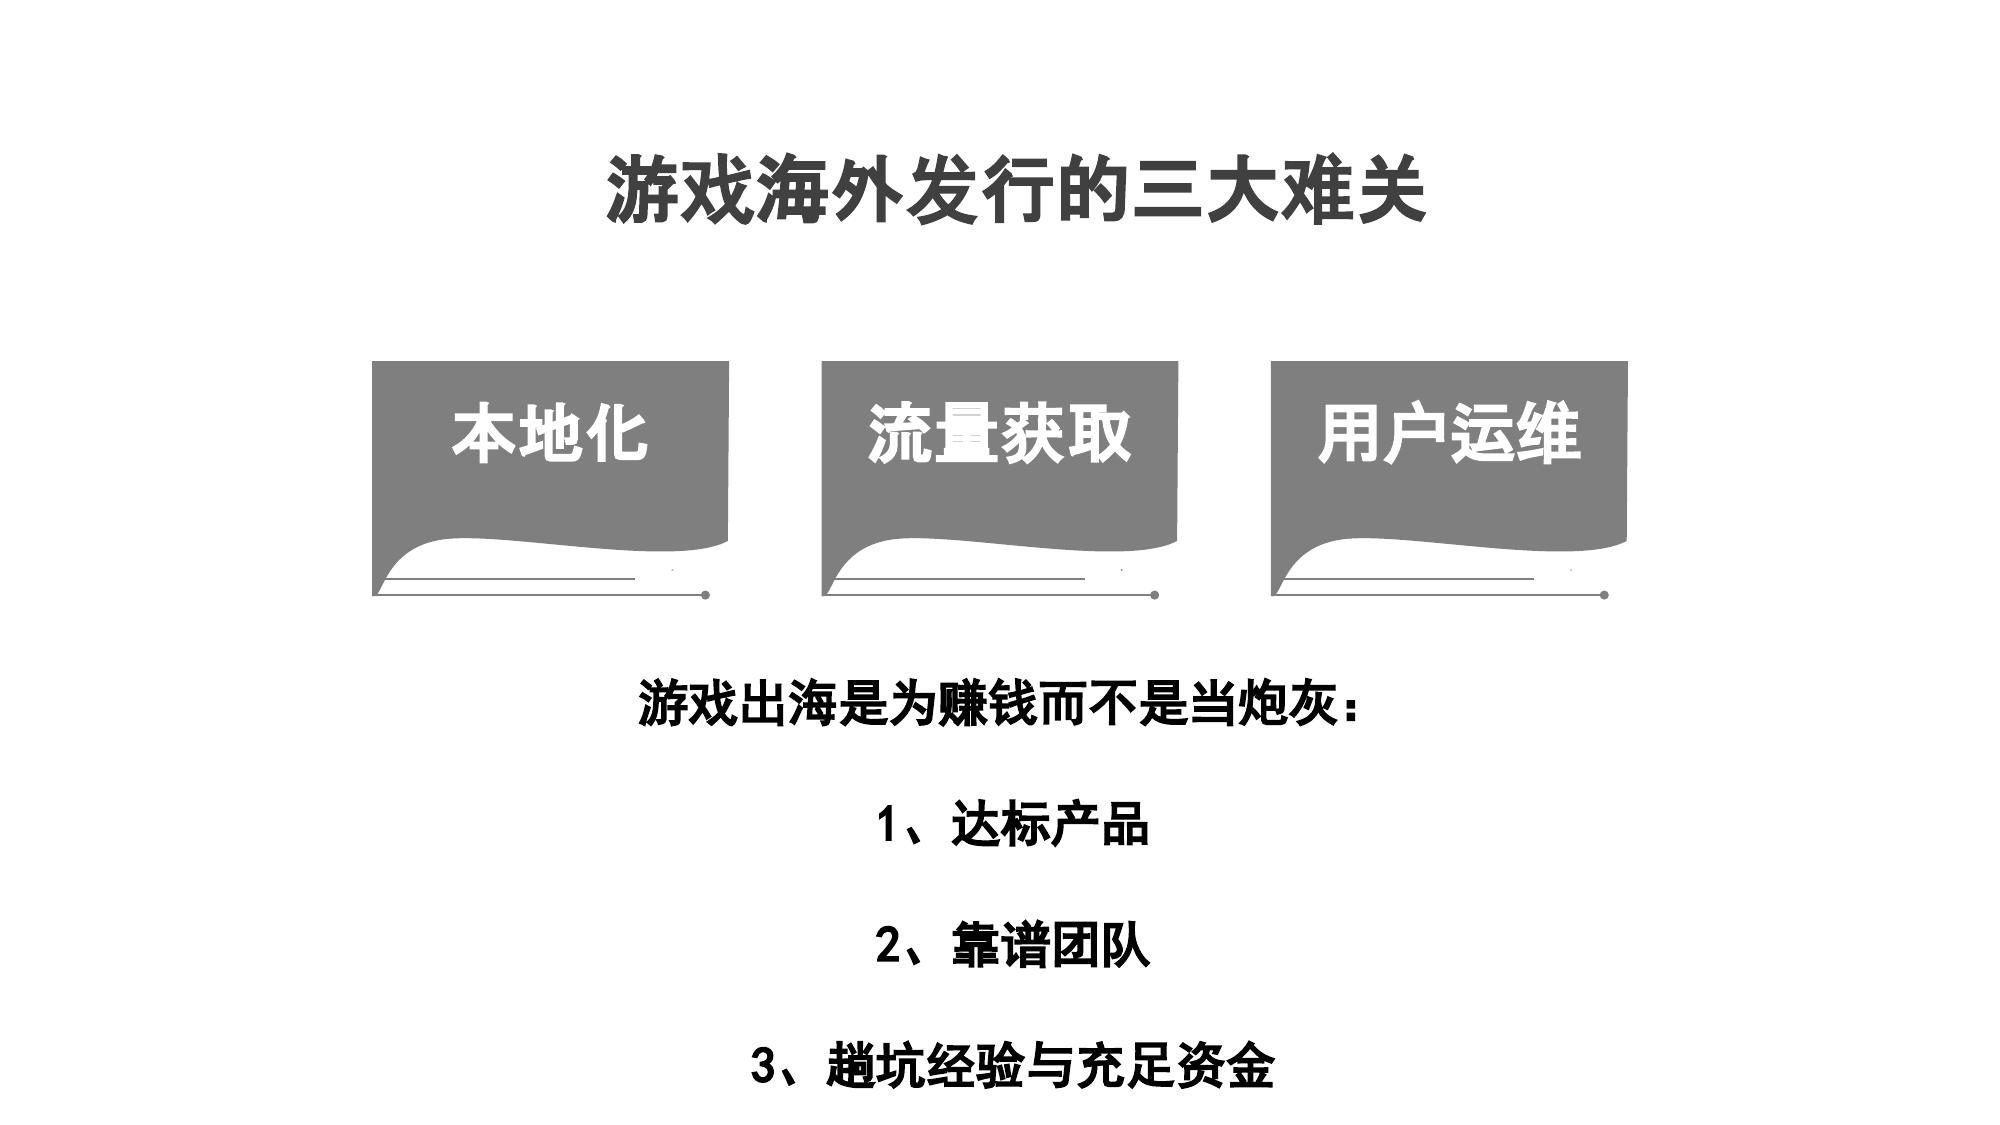 游戏海外发行的三大难关
本地化
流量获取
用户运维
游戏出海是为赚钱而不是当炮灰：
1、达标产品
2、靠谱团队
3、趟坑经验与充足资金